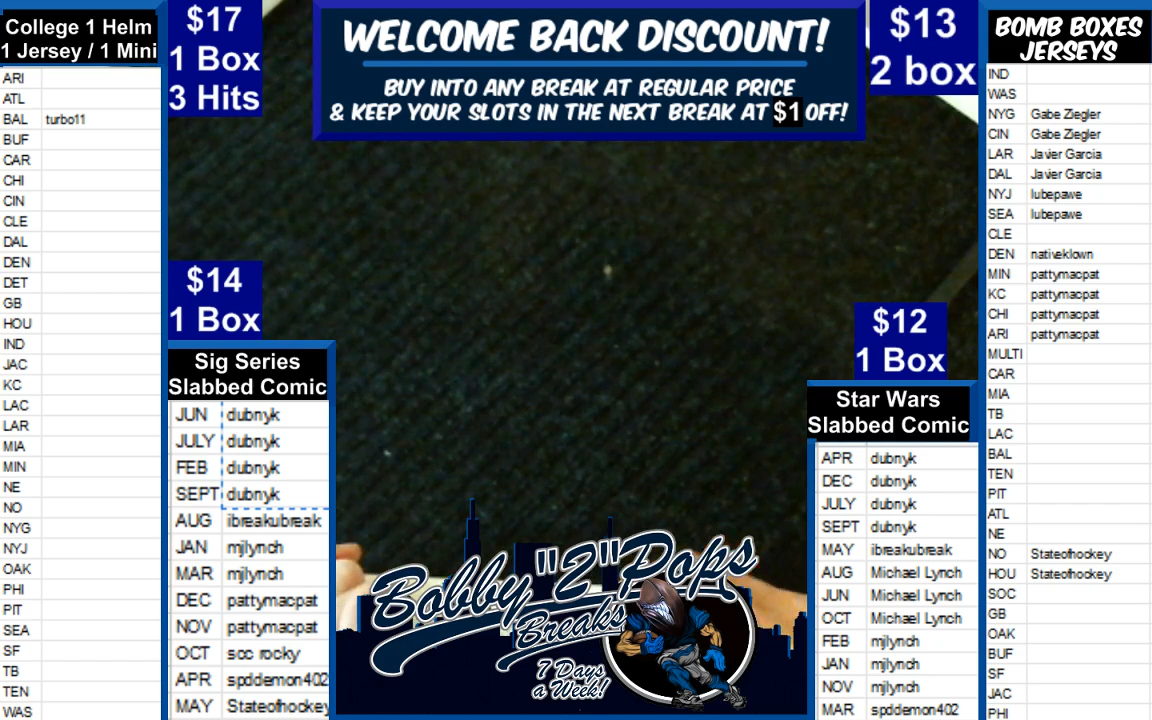 College 1 Helm
1 Jersey / 1 Mini
ARI
ATL
BAL turbo11
BUF
CAR
CHI
CIN
CLE
DAL
DEN
DET
GB
HOU
IND
JAC
KC
LAC
LAR
MIA
MIN
NE
NO
NYG
NYJ
OAK
PHI
PIT
SEA
SF
TB
TEN
WAS
$17
1 Box
3 Hits
WELCOME BACK DISCOUNT!
BUY INTO ANY BREAK AT REGULAR PRICE
& KEEP YOUR SLOTS IN THE NEXT BREAK AT $1 OFF!
$13
2 box
$14
1 Box
Sig Series
Slabbed Comic
JUN dubnyk
JULY dubnyk
FEB dubnyk
SEPT dubnyk
AUG ibreakubreak
JAN mjlynch
MAR mjlynch
DEC pattymacpat
NOV pattymacpat
OCT soc rocky
APR spddemon402
MAY Stateofhockey
Bobby "2" Pops
Breaks
7 Days
a Week!
$12
1 Box
Star Wars
Slabbed Comic
APR dubnyk
DEC dubnyk
JULY dubnyk
SEPT dubnyk
MAY ibreakubreak
AUG Michael Lynch
JUN Michael Lynch
OCT Michael Lynch
FEB mjlynch
JAN mjlynch
NOV mjlynch
MAR spddemon402
BOMB BOXES
JERSEYS
IND
WAS
NYG Gabe Ziegler
CIN Gabe Ziegler
LAR Javier Garcia
DAL Javier Garcia
NYJ lubepawe
SEA lubepawe
CLE
DEN nativeklown
MIN pattymacpat
KC pattymacpat
CHI pattymacpat
ARI pattymacpat
MULTI
CAR
MIA
TB
LAC
BAL
TEN
PIT
ATL
NE
NO Stateofhockey
HOU Stateofhockey
SOC
GB
OAK
BUF
SF
JAC
PHI